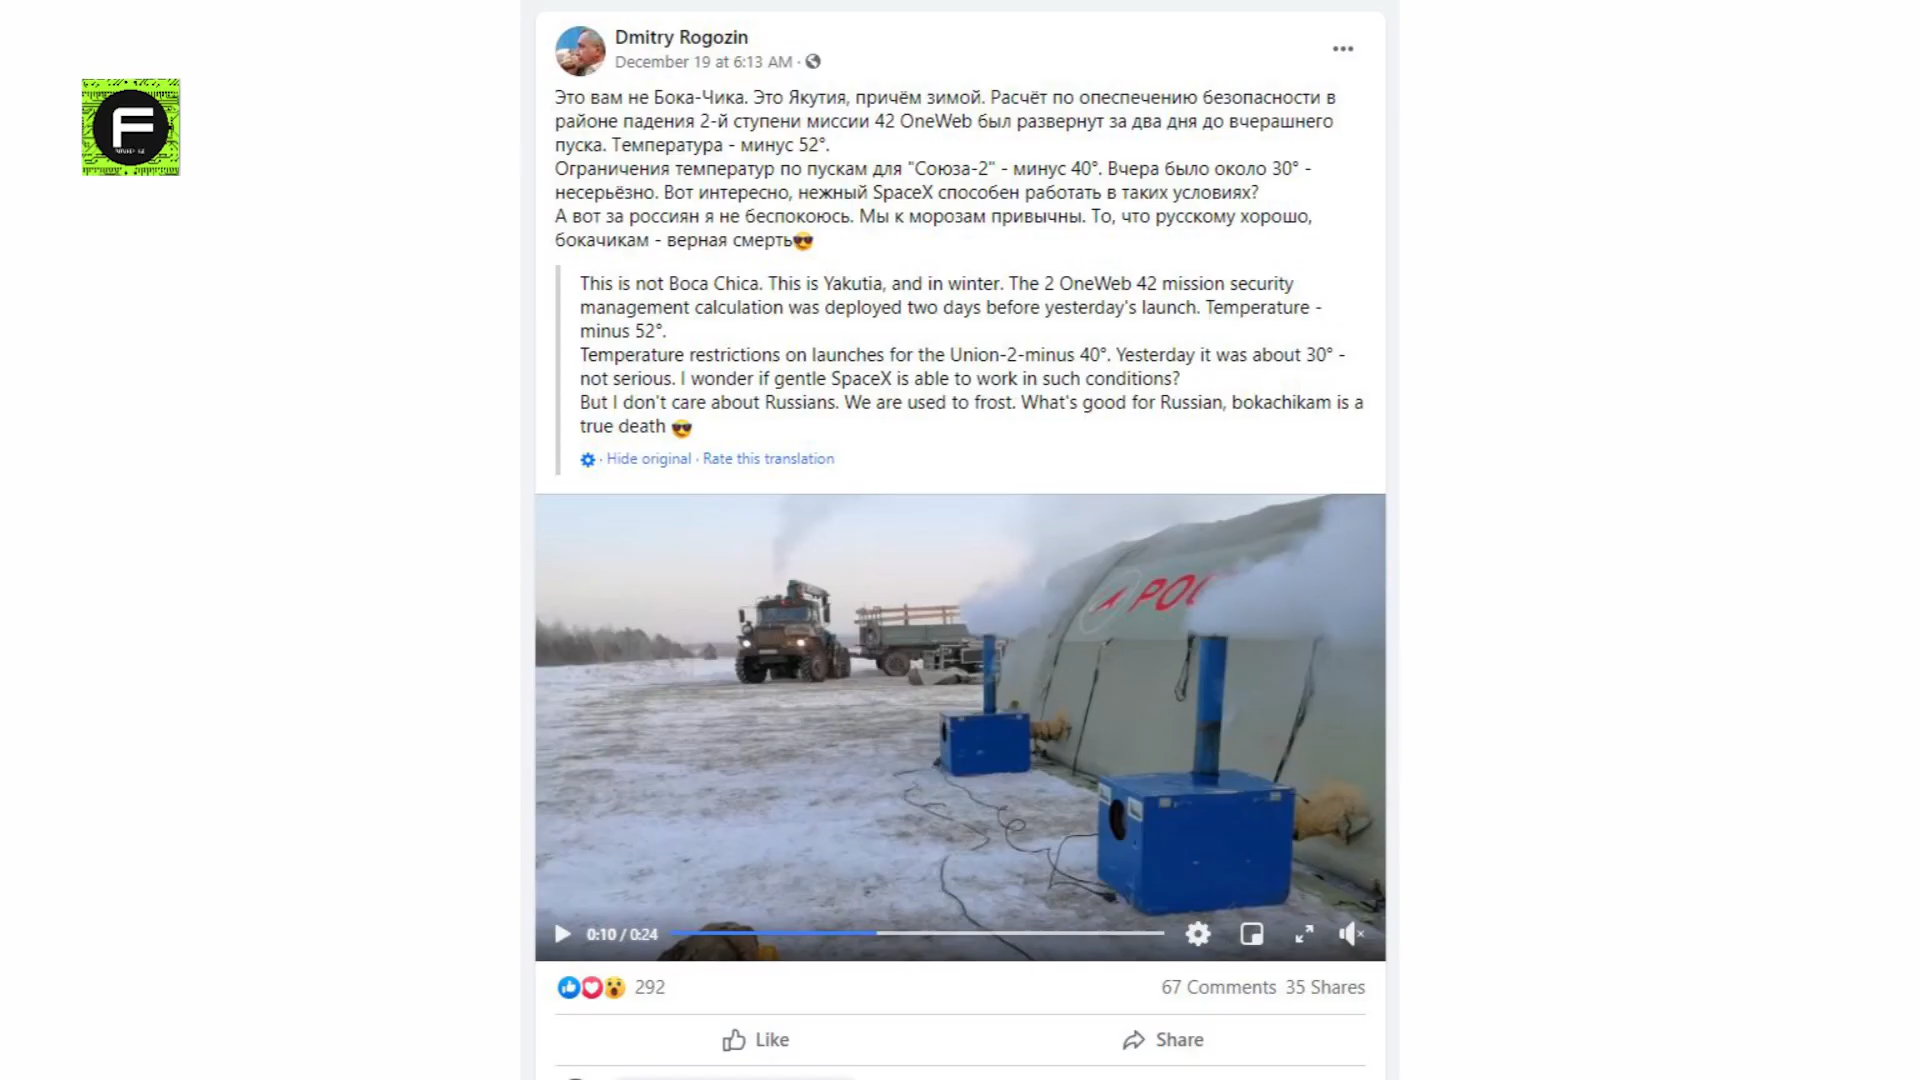 Dmitry Rogozin
December 19 at 6:13 AM ·
Это вам не Бока-Чика. Это Якутия, причём зимой. Расчёт по опеспечению безопасности в
районе падения 2-й ступени миссии 42 OneWeb был развернут за два дня до вчерашнего
пуска. Температура - минус 52°.
Ограничения температур по пускам для "Союза-2" - минус 40°. Вчера было около 30° -
несерьёзно. Вот интересно, нежный SpaceX способен работать в таких условиях?
А вот за россиян я не беспокоюсь. Мы к морозам привычны. То, что русскому хорошо,
бокачикам - верная смерть😎
This is not Boca Chica. This is Yakutia, and in winter. The 2 OneWeb 42 mission security
management calculation was deployed two days before yesterday's launch. Temperature -
minus 52°.
Temperature restrictions on launches for the Union-2-minus 40°. Yesterday it was about 30° -
not serious. I wonder if gentle SpaceX is able to work in such conditions?
But I don't care about Russians. We are used to frost. What's good for Russian, bokachikam is a
true death 😎
· Hide original · Rate this translation
РОС
0:10 / 0:24
292
67 Comments 35 Shares
Like
Share
F